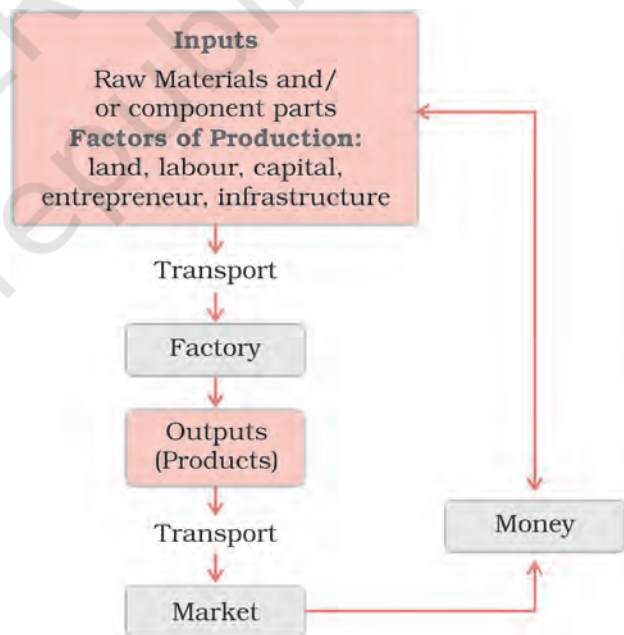 Inputs
Raw Materials and/
or component parts
Factors of Production:
land, labour, capital,
entrepreneur, infrastructure
Transport
Factory
Outputs
(Products)
Transport
Market
Money